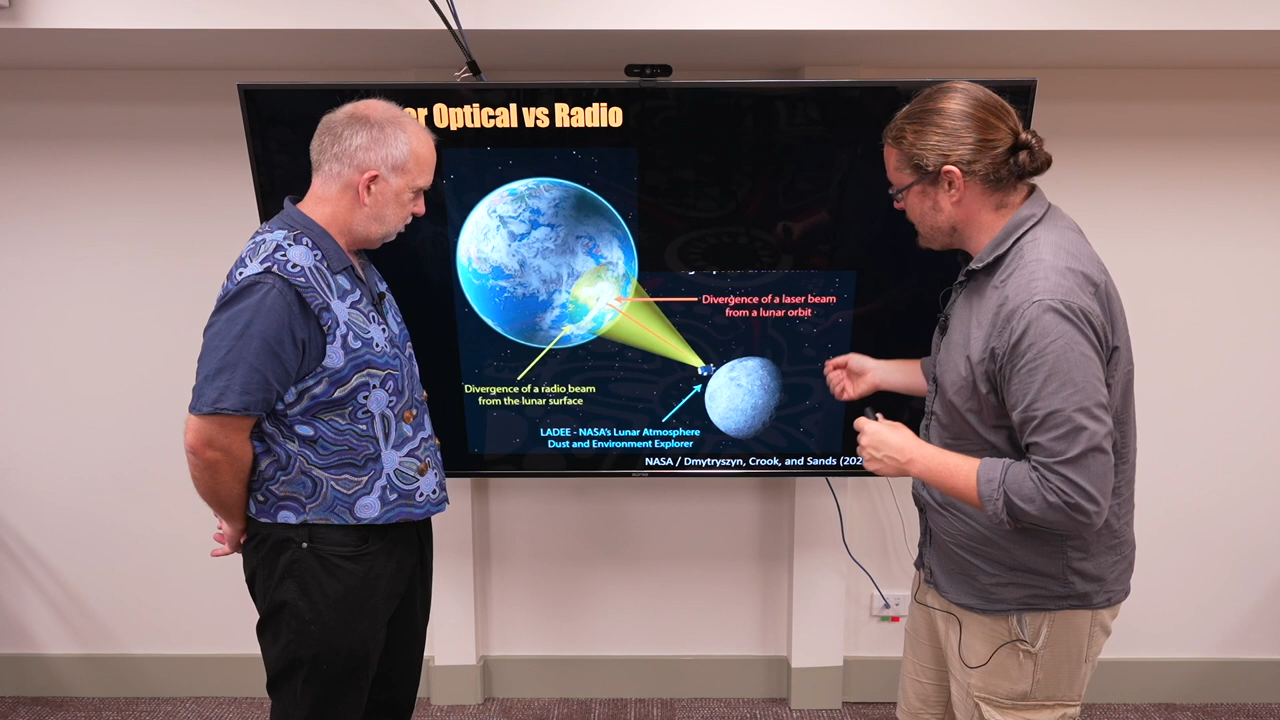 Optical vs Radio
Divergence of a laser beam
from a lunar orbit
Divergence of a radio beam
from the lunar surface
LADEE - NASA's Lunar Atmosphere
Dust and Environment Explorer
NASA / Dmytryszyn, Crook, and Sands (202